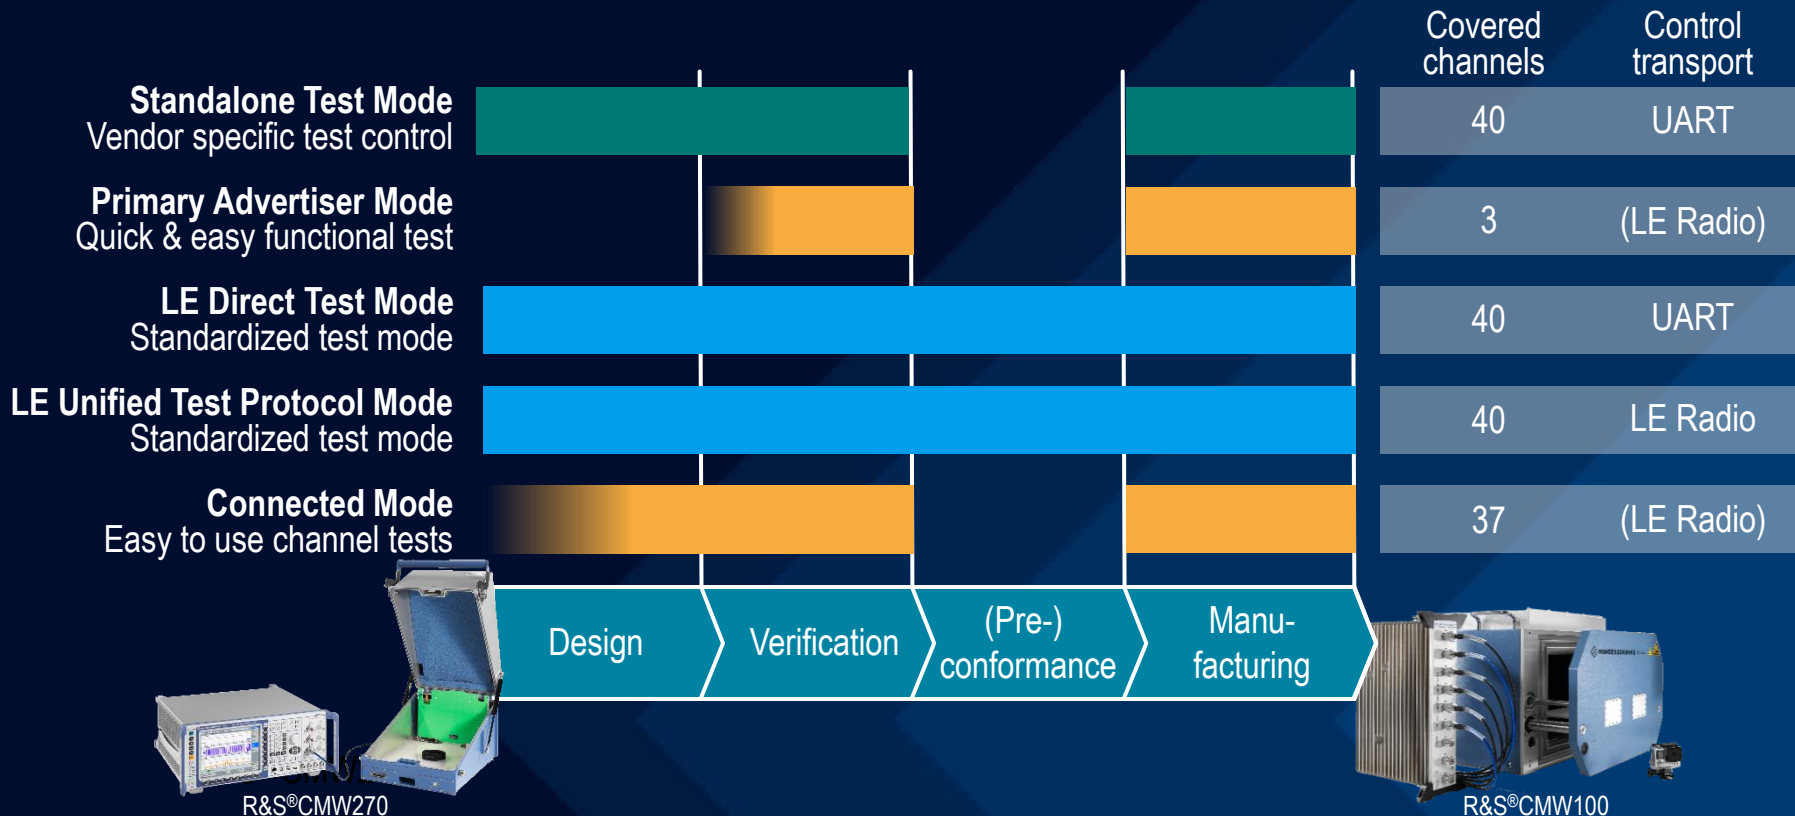 Covered
channels
Control
transport
Standalone Test Mode
Vendor specific test control
40
UART
Primary Advertiser Mode
Quick & easy functional test
3
(LE Radio)
LE Direct Test Mode
Standardized test mode
40
UART
LE Unified Test Protocol Mode
Standardized test mode
40
LE Radio
Connected Mode
Easy to use channel tests
37
(LE Radio)
Design
Verification
(Pre-)
conformance
Manu-
facturing
R&S®CMW270
R&S®CMW100